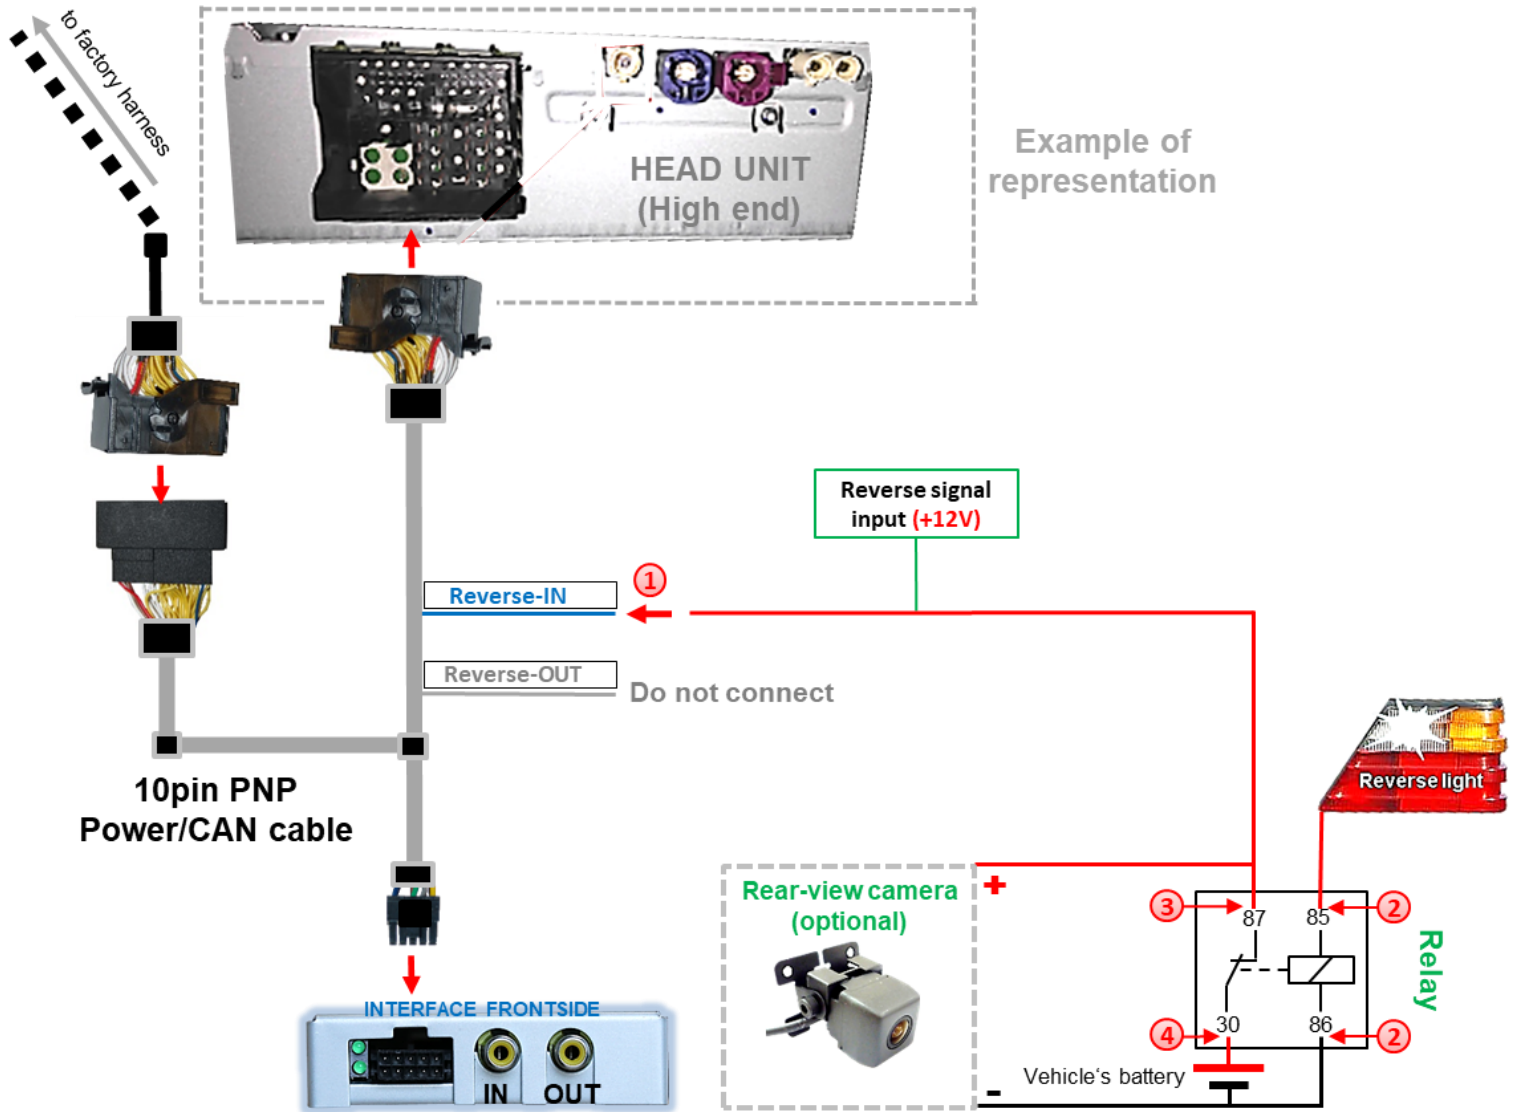 to factory harness
HEAD UNIT
(High end)
Example of
representation
Reverse signal
input (+12V)
1
Reverse-IN
Reverse-OUT
Do not connect
10pin PNP
Power/CAN cable
Reverse light
Rear-view camera
(optional)
+
3
87
85
2
Relay
4
30
86
2
Vehicle's battery
-
INTERFACE FRONTSIDE
IN
OUT